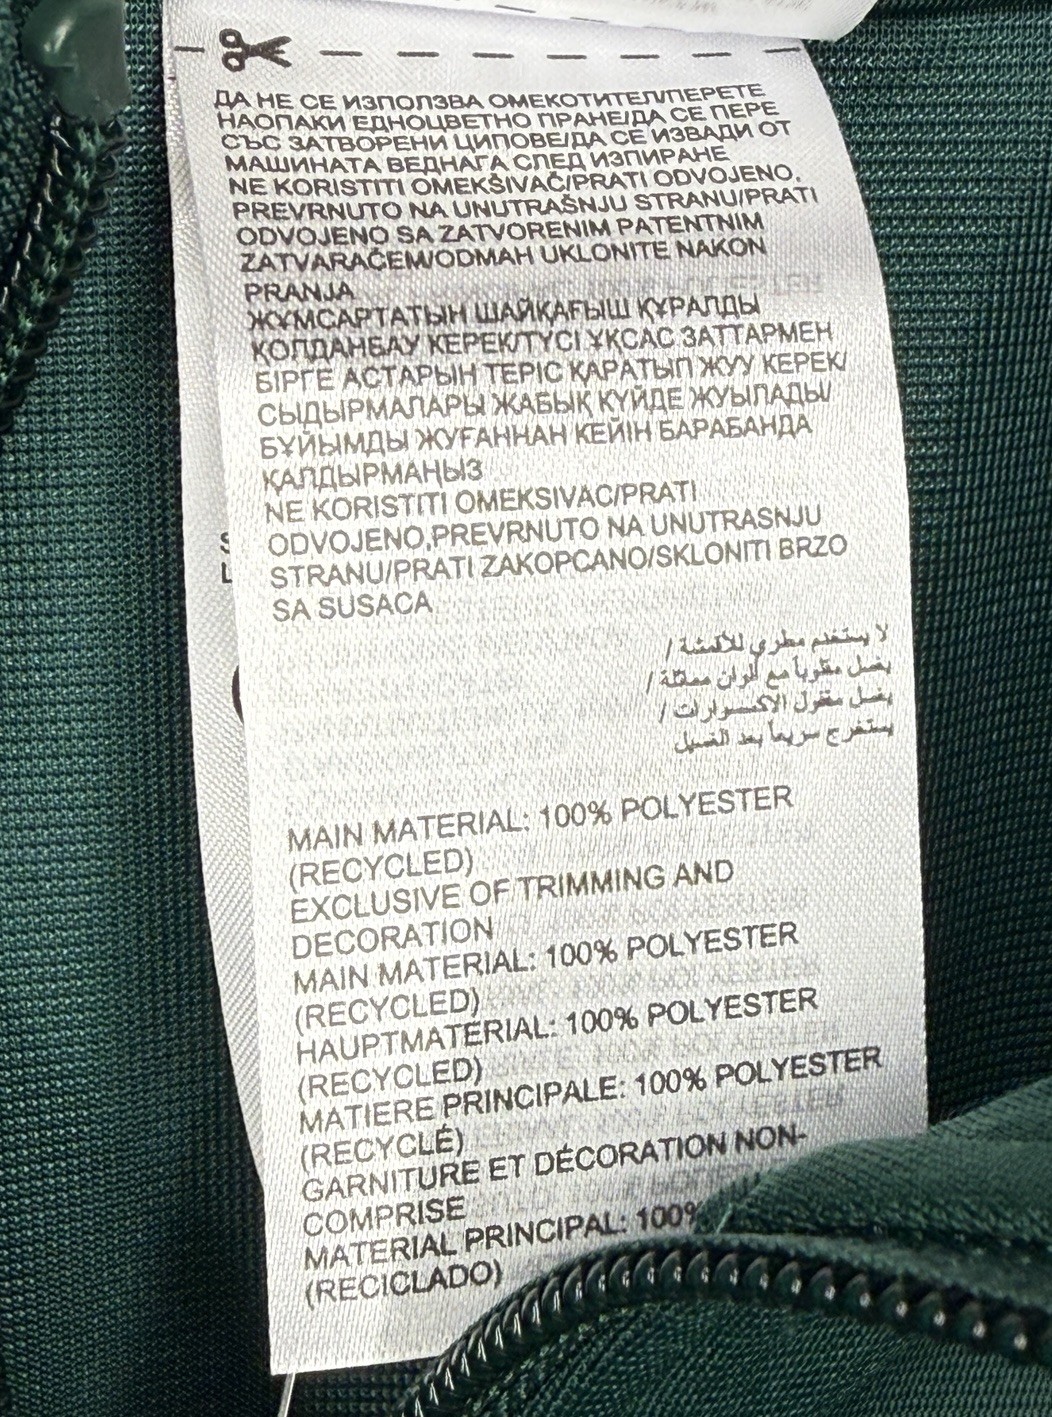 ДА НЕ СЕ ИЗПОЛЗВА ОМЕКОТИТЕЛ/ПЕРЕТЕ
НАОПАКИ ЕДНОЦВЕТНО ПРАНЕ/ДА СЕ ПЕРЕ
СЪС ЗАТВОРЕНИ ЦИПОВЕ/ДА СЕ ИЗВАДИ ОТ
МАШИНАТА ВЕДНАГА СЛЕД ИЗПИРАНЕ
NE KORISTITI OMEKŠIVAČ/PRATI ODVOJENO,
PREVRNUTO NA UNUTRAŠNJU STRANU/PRATI
ODVOJENO SA ZATVORENIM PATENTNIM
ZATVARAČEM/ODMAH UKLONITE NAKON
PRANJA
ЖҰМСАРТАТЫН ШАЙҚАҒЫШ ҚҰРАЛДЫ
ҚОЛДАНБАУ КЕРЕК/ТҮСІ ҰҚСАС ЗАТТАРМЕН
БІРГЕ АСТАРЫН ТЕРІС ҚАРАТЫП ЖУУ КЕРЕК/
СЫДЫРМАЛАРЫ ЖАБЫҚ КҮЙДЕ ЖУЫЛАДЫ/
БҰЙЫМДЫ ЖУҒАННАН КЕЙІН БАРАБАНДА
ҚАЛДЫРМАҢЫЗ
NE KORISTITI OMEKSIVAC/PRATI
ODVOJENO,PREVRNUTO NA UNUTRASNJU
STRANU/PRATI ZAKOPCANO/SKLONITI BRZO
SA SUSACA
لا يستخدم مطري للألمشة /
يغسل مقلوباً مع ألوان مماثلة /
يغسل مقفول الاكسسوارات /
يستخرج سريعاً بعد الغسيل
MAIN MATERIAL: 100% POLYESTER
(RECYCLED)
EXCLUSIVE OF TRIMMING AND
DECORATION
MAIN MATERIAL: 100% POLYESTER
(RECYCLED)
HAUPTMATERIAL: 100% POLYESTER
(RECYCLED)
MATIERE PRINCIPALE: 100% POLYESTER
(RECYCLÉ)
GARNITURE ET DÉCORATION NON-
COMPRISE
MATERIAL PRINCIPAL: 100%
(RECICLADO)